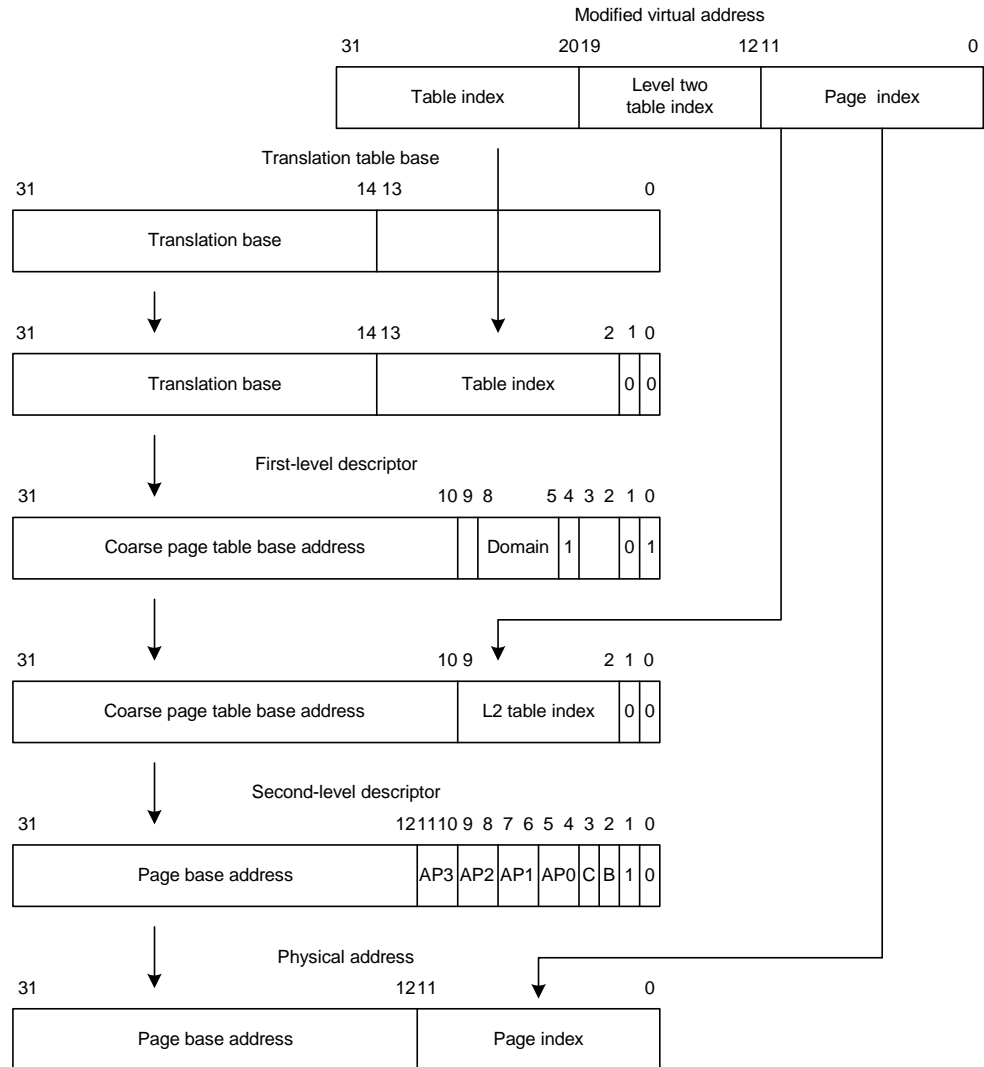 Modified virtual address
31 20 19 12 11 0
Table index
Level two
table index
Page index
Translation table base
31 14 13 0
Translation base
31 14 13 2 1 0
Translation base
Table index
0 0
First-level descriptor
31 10 9 8 5 4 3 2 1 0
Coarse page table base address
Domain
1
0 1
31 10 9 2 1 0
Coarse page table base address
L2 table index
0 0
Second-level descriptor
31 12 11 10 9 8 7 6 5 4 3 2 1 0
Page base address
AP3 AP2 AP1 AP0 C B 1 0
Physical address
31 12 11 0
Page base address
Page index